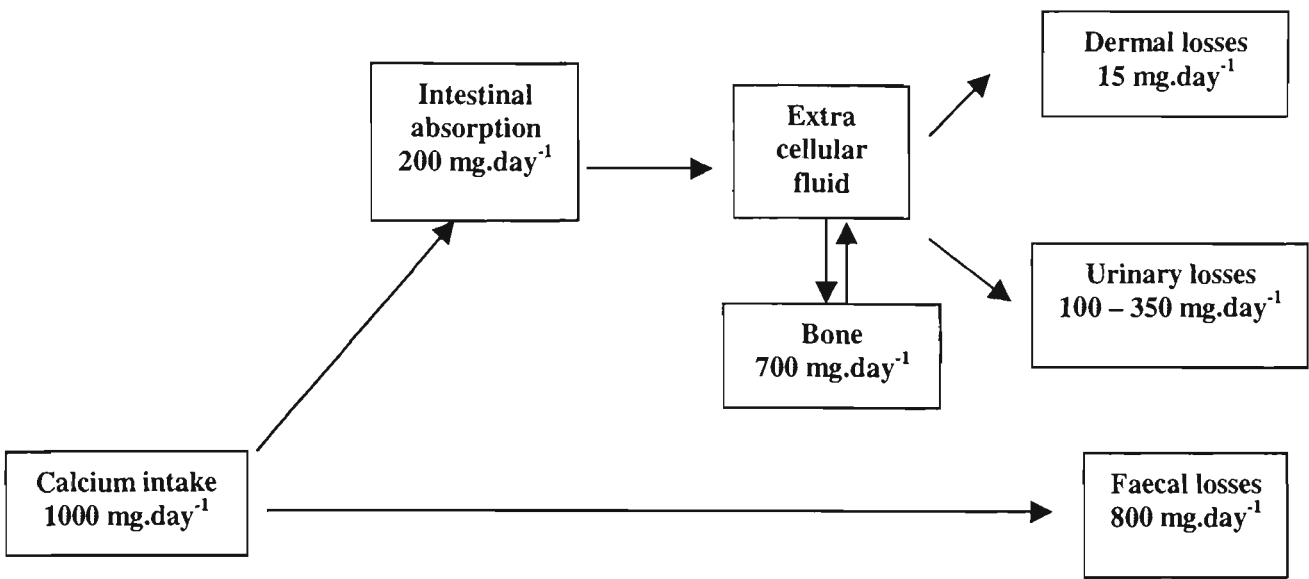 Dermal losses
15 mg.day⁻¹
Intestinal
absorption
200 mg.day⁻¹
Extra
cellular
fluid
Urinary losses
100 – 350 mg.day⁻¹
Bone
700 mg.day⁻¹
Calcium intake
1000 mg.day⁻¹
Faecal losses
800 mg.day⁻¹